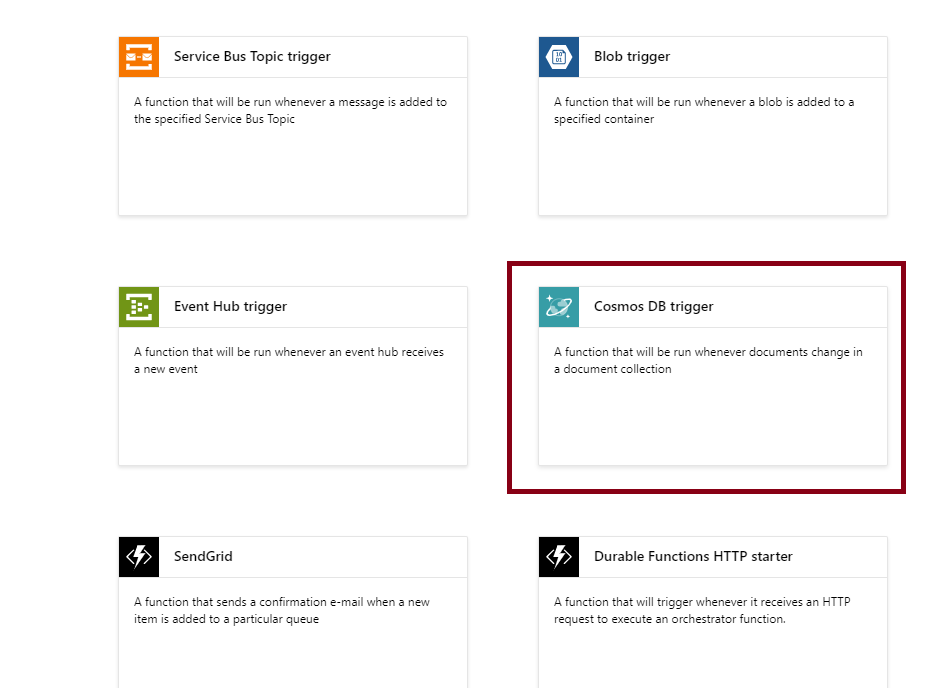 Service Bus Topic trigger
A function that will be run whenever a message is added to
the specified Service Bus Topic
Blob trigger
A function that will be run whenever a blob is added to a
specified container
Event Hub trigger
A function that will be run whenever an event hub receives
a new event
Cosmos DB trigger
A function that will be run whenever documents change in
a document collection
SendGrid
A function that sends a confirmation e-mail when a new
item is added to a particular queue
Durable Functions HTTP starter
A function that will trigger whenever it receives an HTTP
request to execute an orchestrator function.